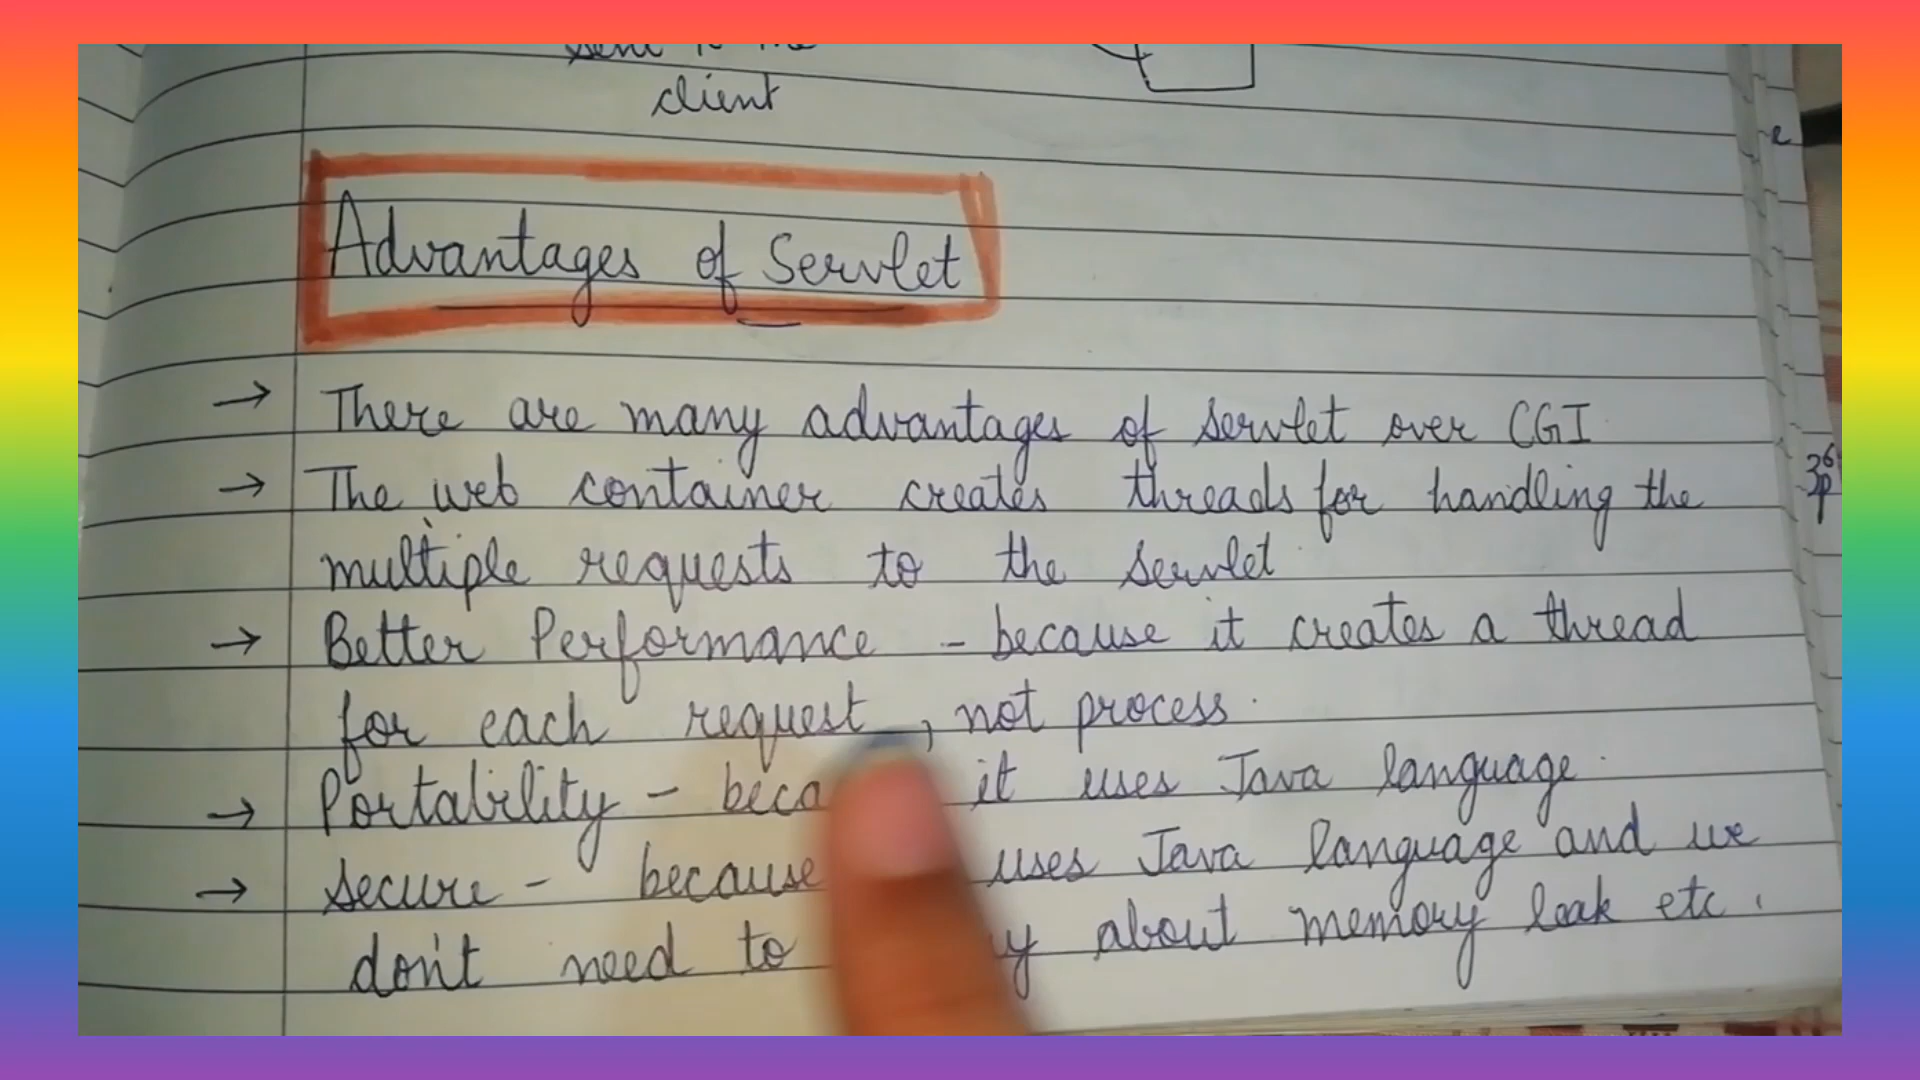 client
Advantages of Servlet
→ There are many advantages of servlet over CGI
→ The web container creates threads for handling the
multiple requests to the servlet.
→ Better Performance - because it creates a thread
for each request, not process.
→ Portability - it uses Java language.
→ secure - because uses Java language and we
don't need to about memory leak etc.